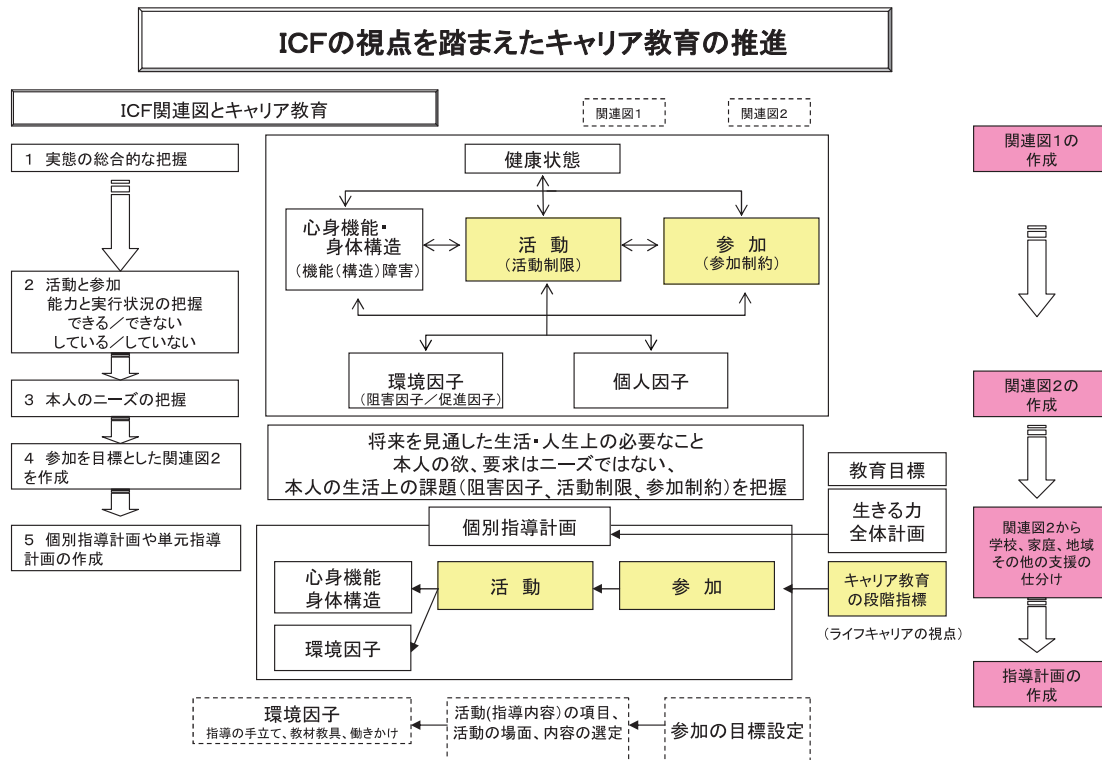 ICFの視点を踏まえたキャリア教育の推進
ICF関連図とキャリア教育
関連図1
関連図2
1 実態の総合的な把握
2 活動と参加
能力と実行状況の把握
できる／できない
している／していない
3 本人のニーズの把握
4 参加を目標とした関連図2
を作成
5 個別指導計画や単元指導
計画の作成
健康状態
心身機能・
身体構造
(機能(構造)障害)
活 動
(活動制限)
参 加
(参加制約)
環境因子
(阻害因子／促進因子)
個人因子
将来を見通した生活・人生上の必要なこと
本人の欲、要求はニーズではない、
本人の生活上の課題(阻害因子、活動制限、参加制約)を把握
教育目標
生きる力
全体計画
個別指導計画
心身機能
身体構造
活 動
参 加
キャリア教育
の段階指標
(ライフキャリアの視点)
環境因子
環境因子
指導の手立て、教材教具、働きかけ
活動(指導内容)の項目、
活動の場面、内容の選定
参加の目標設定
関連図1の
作成
関連図2の
作成
関連図2から
学校、家庭、地域
その他の支援の
仕分け
指導計画の
作成